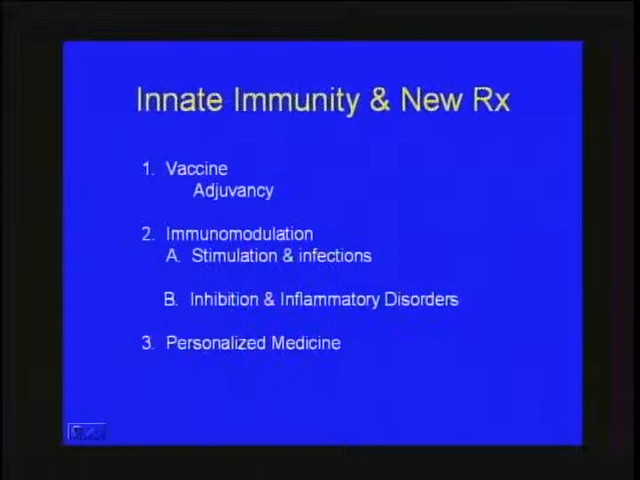 Innate Immunity & New Rx
1. Vaccine
Adjuvancy
2. Immunomodulation
A. Stimulation & infections
B. Inhibition & Inflammatory Disorders
3. Personalized Medicine